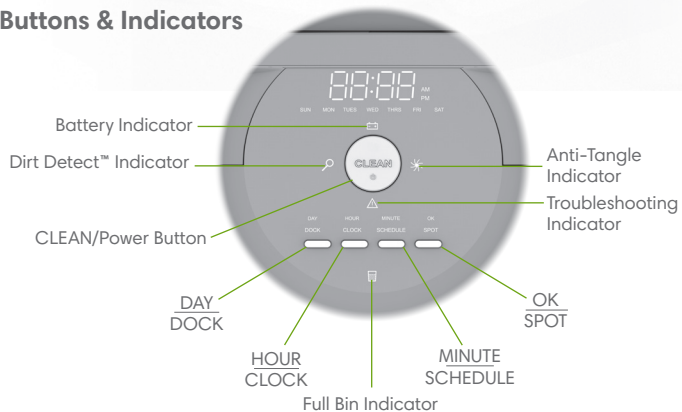 Buttons & Indicators
88:88 AM
PM
SUN MON TUES WED THRS FRI SAT
Battery Indicator
Dirt Detect™ Indicator
CLEAN
Anti-Tangle
Indicator
Troubleshooting
Indicator
CLEAN/Power Button
DAY HOUR MINUTE OK
DOCK CLOCK SCHEDULE SPOT
DAY
DOCK
HOUR
CLOCK
MINUTE
SCHEDULE
OK
SPOT
Full Bin Indicator